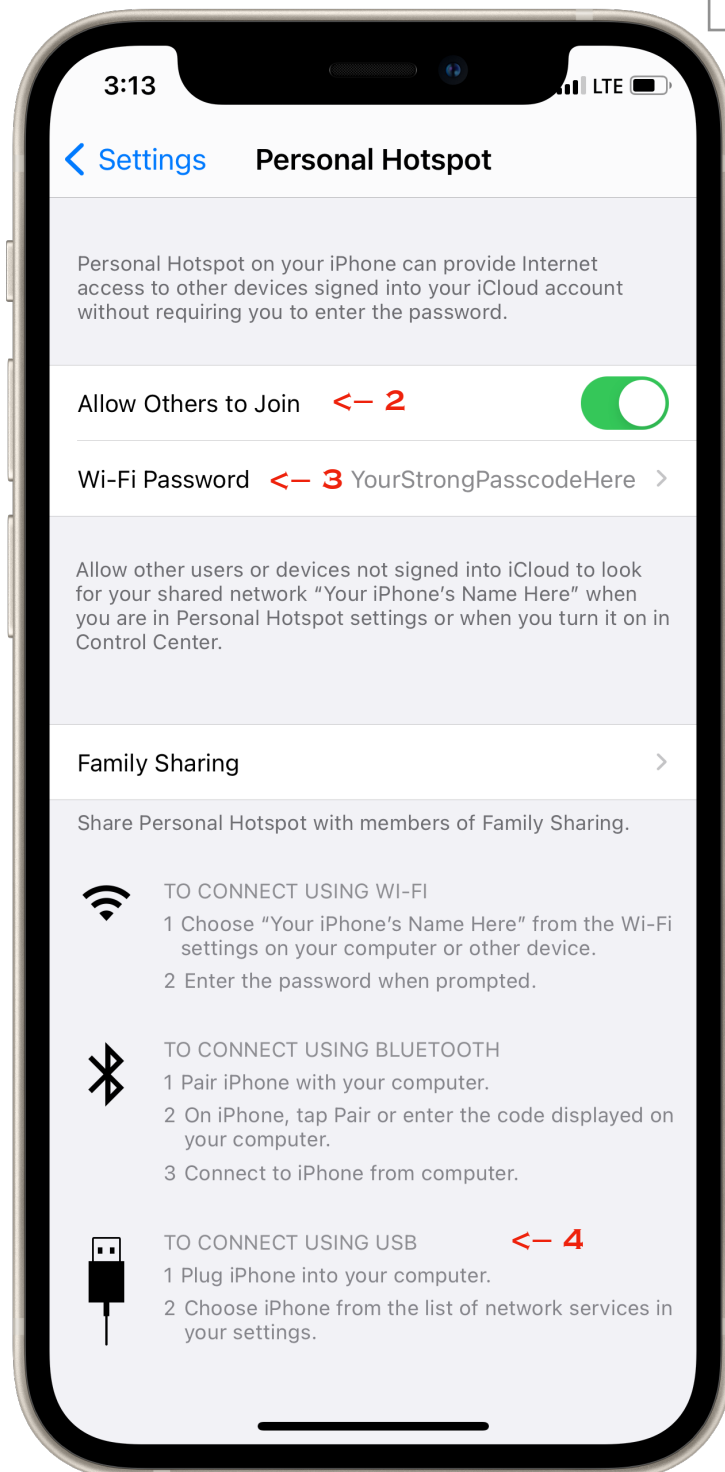 3:13 LTE
Settings Personal Hotspot
Personal Hotspot on your iPhone can provide Internet
access to other devices signed into your iCloud account
without requiring you to enter the password.
Allow Others to Join <— 2
Wi-Fi Password <— 3 YourStrongPasscodeHere
Allow other users or devices not signed into iCloud to look
for your shared network “Your iPhone’s Name Here” when
you are in Personal Hotspot settings or when you turn it on in
Control Center.
Family Sharing
Share Personal Hotspot with members of Family Sharing.
TO CONNECT USING WI-FI
1 Choose “Your iPhone’s Name Here” from the Wi-Fi
settings on your computer or other device.
2 Enter the password when prompted.
TO CONNECT USING BLUETOOTH
1 Pair iPhone with your computer.
2 On iPhone, tap Pair or enter the code displayed on
your computer.
3 Connect to iPhone from computer.
TO CONNECT USING USB <— 4
1 Plug iPhone into your computer.
2 Choose iPhone from the list of network services in
your settings.